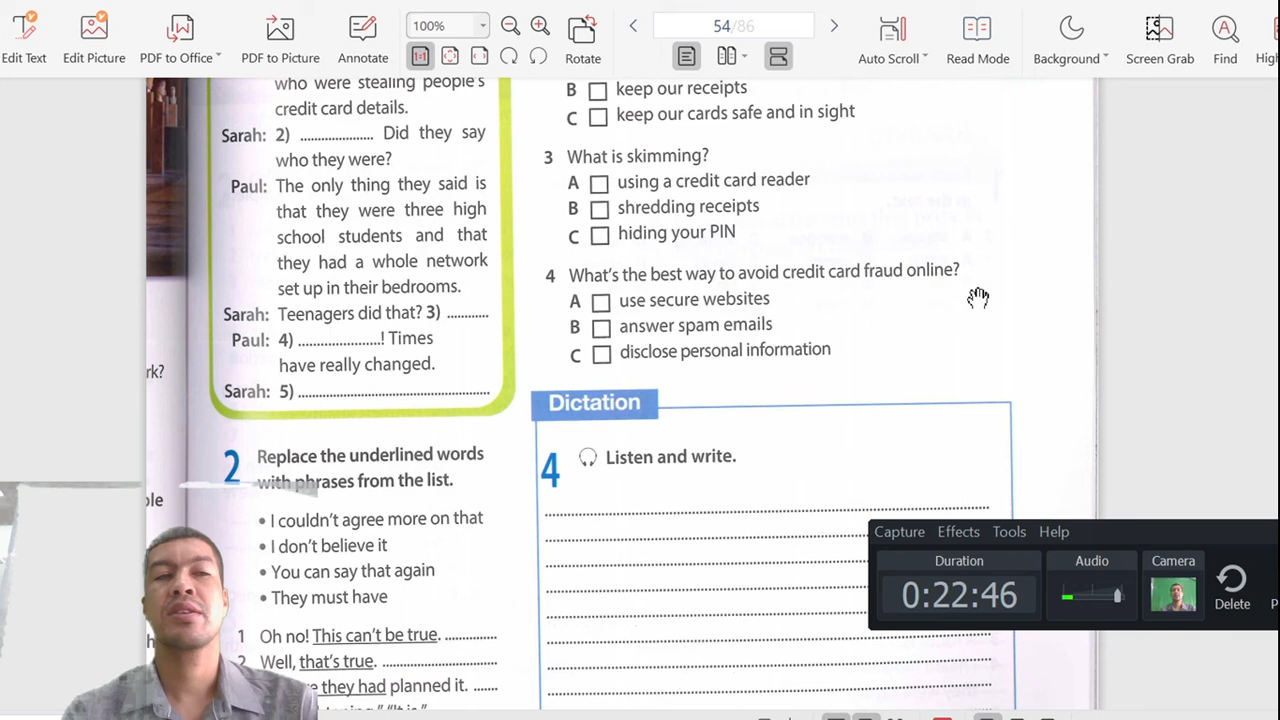 100%
54/86
Edit Text
Edit Picture
PDF to Office
PDF to Picture
Annotate
Rotate
Auto Scroll
Read Mode
Background
Screen Grab
Find
who were stealing people's
credit card details.
Sarah: 2) .................... Did they say
who they were?
Paul: The only thing they said is
that they were three high
school students and that
they had a whole network
set up in their bedrooms.
Sarah: Teenagers did that? 3) ...........
Paul: 4) ......................! Times
have really changed.
Sarah: 5) ..................................................
rk?
2 Replace the underlined words
with phrases from the list.
• I couldn't agree more on that
• I don't believe it
• You can say that again
• They must have
1 Oh no! This can't be true. .............
2 Well, that's true. .............................
they had planned it. ......
B keep our receipts
C keep our cards safe and in sight
3 What is skimming?
A using a credit card reader
B shredding receipts
C hiding your PIN
4 What's the best way to avoid credit card fraud online?
A use secure websites
B answer spam emails
C disclose personal information
Dictation
4 Listen and write.
Capture Effects Tools Help
Duration
Audio
Camera
0:22:46
Delete